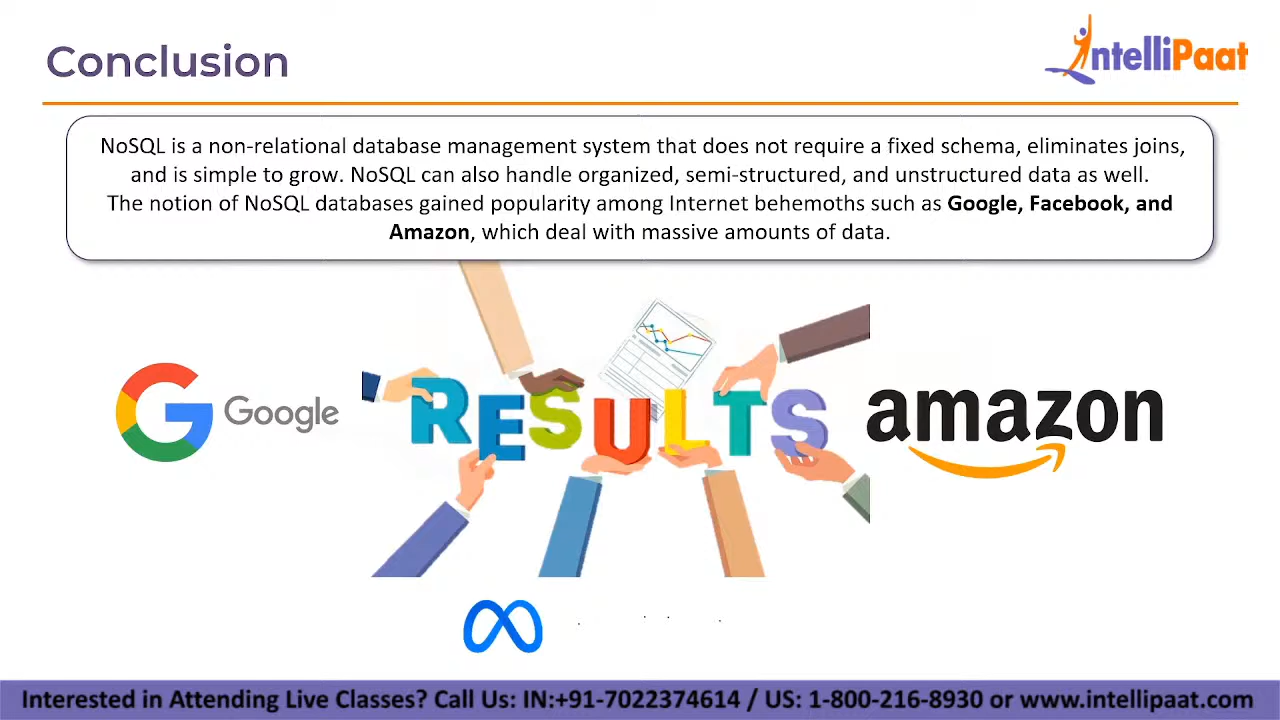 Conclusion
IntelliPaat
NoSQL is a non-relational database management system that does not require a fixed schema, eliminates joins,
and is simple to grow. NoSQL can also handle organized, semi-structured, and unstructured data as well.
The notion of NoSQL databases gained popularity among Internet behemoths such as Google, Facebook, and
Amazon, which deal with massive amounts of data.
Google
RESULTS
amazon
Interested in Attending Live Classes? Call Us: IN:+91-7022374614 / US: 1-800-216-8930 or www.intellipaat.com